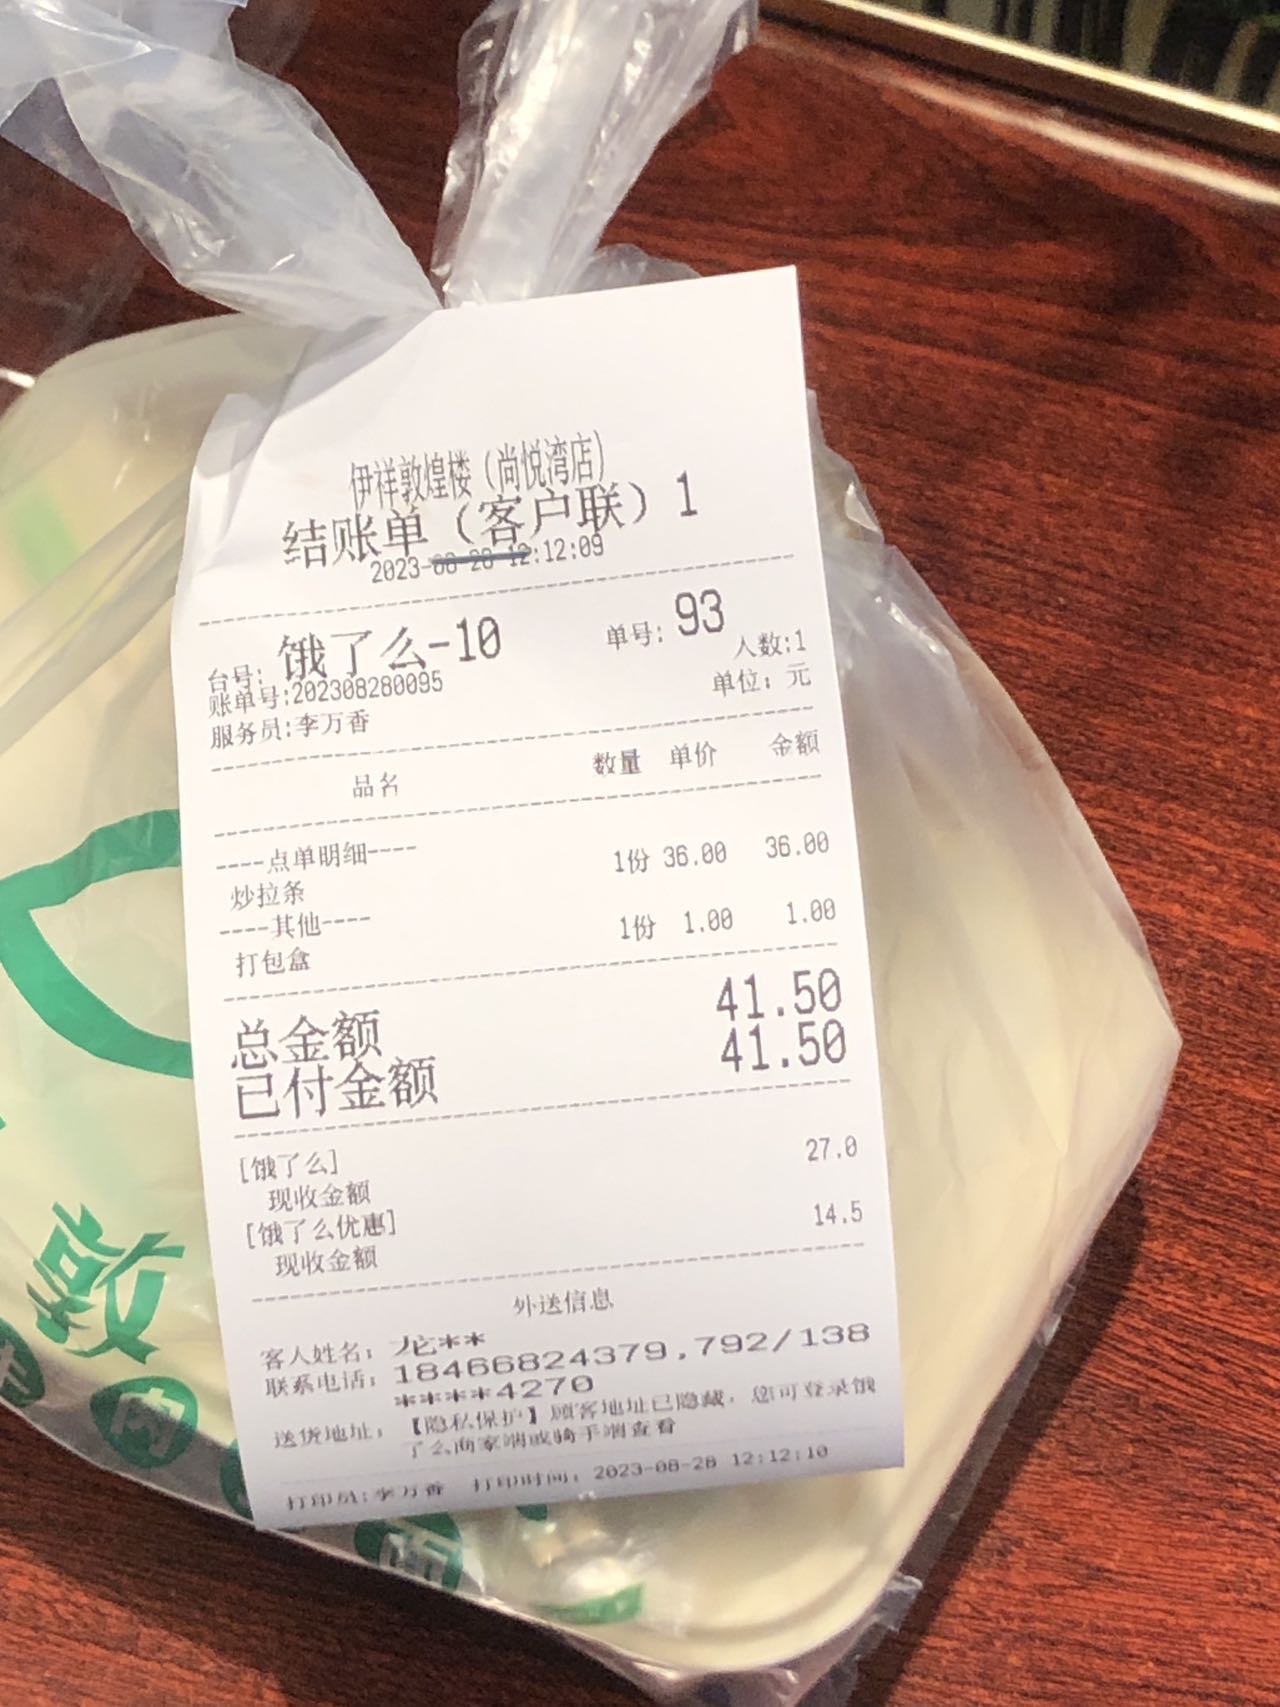 伊祥敦煌楼（尚悦湾店）
结账单（客户联）1
2023-08-28 12:12:09
台号: 饿了么-10 单号: 93
账单号:202308280095 人数:1
服务员:李万香 单位: 元
品名 数量 单价 金额
----点单明细----
炒拉条 1份 36.00 36.00
----其他----
打包盒 1份 1.00 1.00
总金额 41.50
已付金额 41.50
[饿了么] 27.0
现收金额
[饿了么优惠] 14.5
现收金额
外送信息
客人姓名: 龙**
联系电话: 18466824379,792/138
****4270
送货地址: 【隐私保护】顾客地址已隐藏，您可登录饿
了么商家端或骑手端查看
打印员:李万香 打印时间: 2023-08-28 12:12:10
敦
肉
面